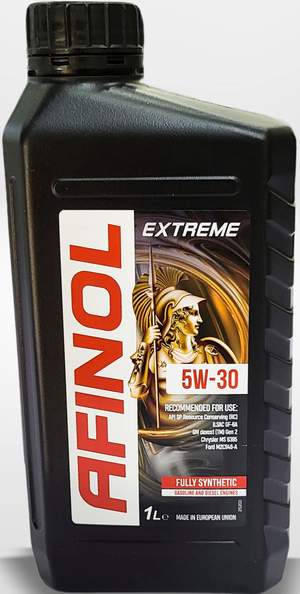 AFINOL
EXTREME
5W-30
RECOMMENDED FOR USE:
API SP Resource Conserving (RC)
ILSAC GF-6A
GM dexos1 (TM) Gen 2
Chrysler MS 6395
Ford M2C946-A
FULLY SYNTHETIC
GASOLINE AND DIESEL ENGINES
1L℮
MADE IN EUROPEAN UNION